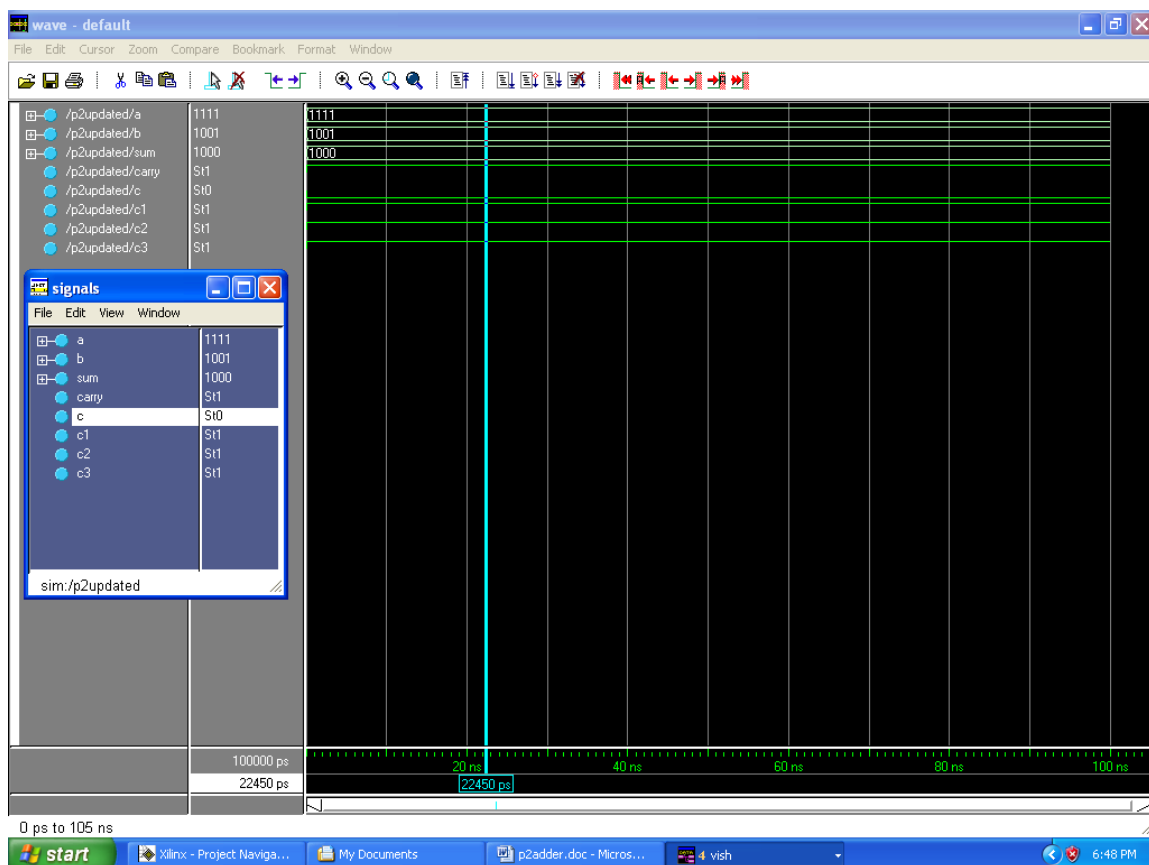 wave - default
File Edit Cursor Zoom Compare Bookmark Format Window
/p2updated/a 1111 1111
/p2updated/b 1001 1001
/p2updated/sum 1000 1000
/p2updated/carry St1
/p2updated/c St0
/p2updated/c1 St1
/p2updated/c2 St1
/p2updated/c3 St1
signals
File Edit View Window
a 1111
b 1001
sum 1000
carry St1
c St0
c1 St1
c2 St1
c3 St1
sim:/p2updated
100000 ps 20 ns 40 ns 60 ns 80 ns 100 ns
22450 ps 22450 ps
0 ps to 105 ns
start Xilinx - Project Naviga... My Documents p2adder.doc - Micros... 4 vish 6:48 PM